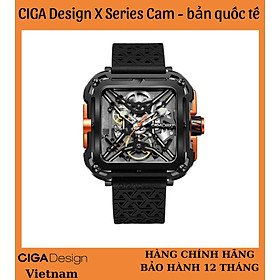 CIGA Design X Series Cam - bản quốc tế
CIGA Design
Vietnam
HÀNG CHÍNH HÃNG
BẢO HÀNH 12 THÁNG